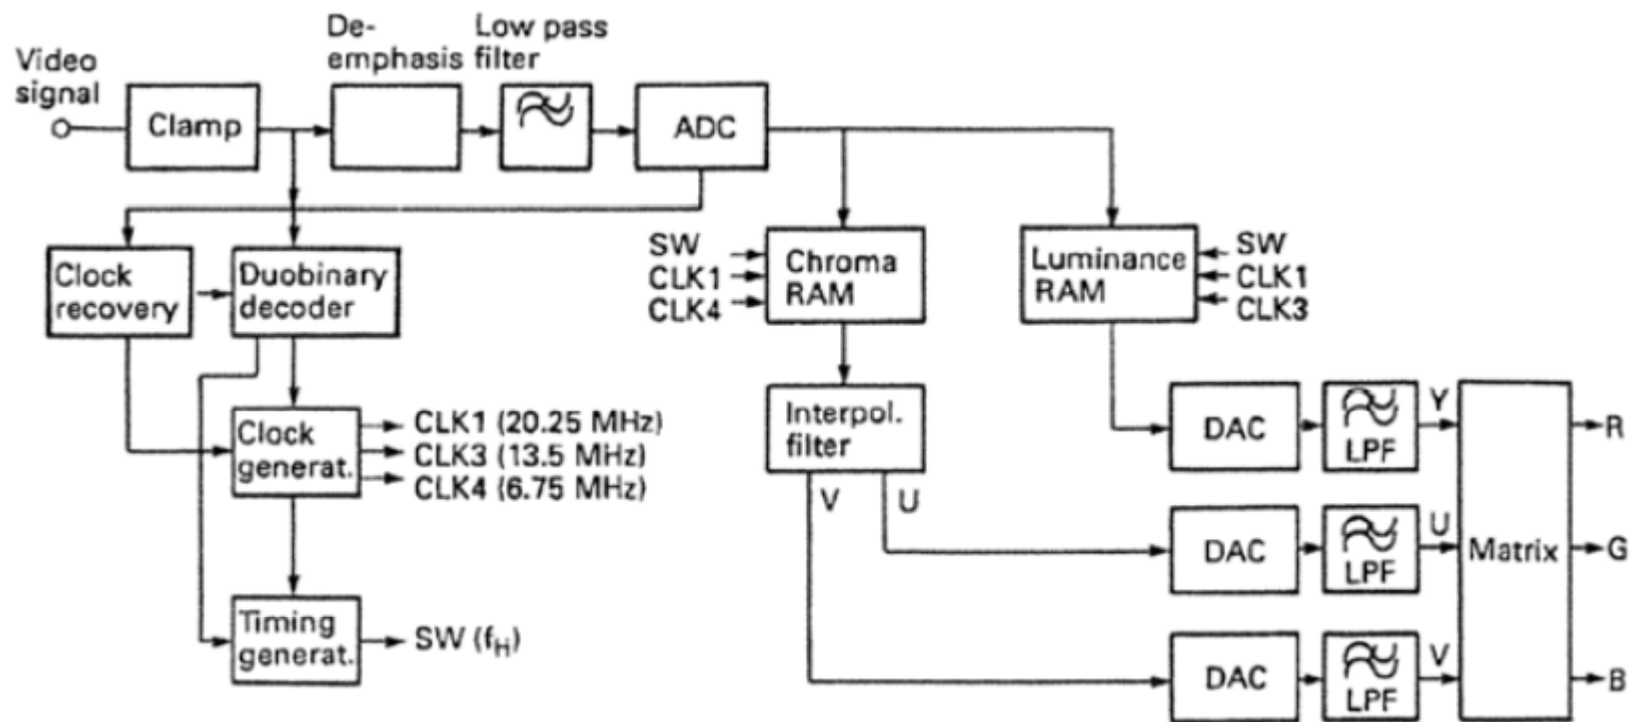 De-
emphasis
Low pass
filter
Video
signal
Clamp
ADC
Clock
recovery
Duobinary
decoder
SW
CLK1
CLK4
Chroma
RAM
Luminance
RAM
SW
CLK1
CLK3
Clock
generat.
CLK1 (20.25 MHz)
CLK3 (13.5 MHz)
CLK4 (6.75 MHz)
Interpol.
filter
V
U
DAC
LPF
Y
R
DAC
LPF
U
Matrix
G
Timing
generat.
SW (fH)
DAC
LPF
V
B